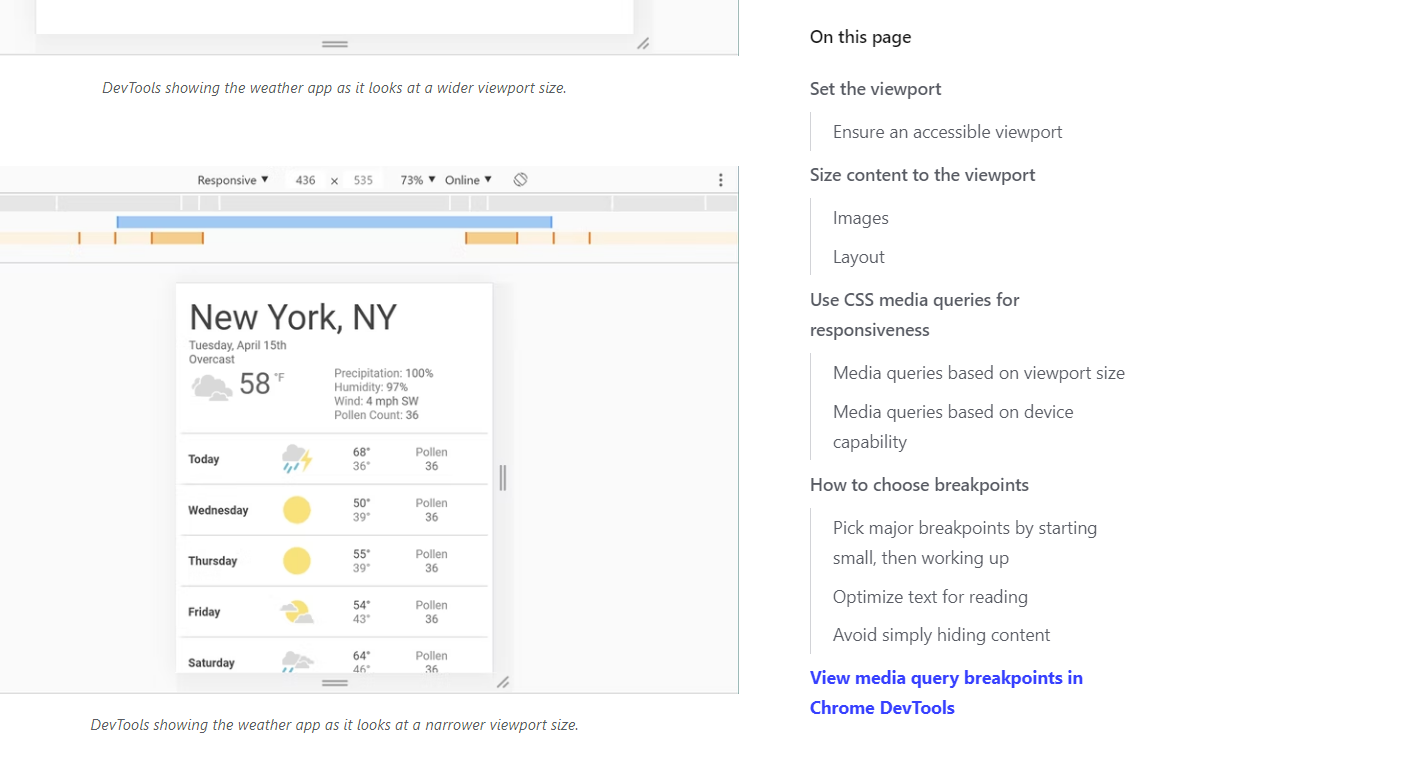 DevTools showing the weather app as it looks at a wider viewport size.
Responsive ▼ 436 x 535 73% ▼ Online ▼
New York, NY
Tuesday, April 15th
Overcast
58 °F
Precipitation: 100%
Humidity: 97%
Wind: 4 mph SW
Pollen Count: 36
Today 68° Pollen
36° 36
Wednesday 50° Pollen
39° 36
Thursday 55° Pollen
39° 36
Friday 54° Pollen
43° 36
Saturday 64° Pollen
46° 36
DevTools showing the weather app as it looks at a narrower viewport size.
On this page
Set the viewport
Ensure an accessible viewport
Size content to the viewport
Images
Layout
Use CSS media queries for
responsiveness
Media queries based on viewport size
Media queries based on device
capability
How to choose breakpoints
Pick major breakpoints by starting
small, then working up
Optimize text for reading
Avoid simply hiding content
View media query breakpoints in
Chrome DevTools